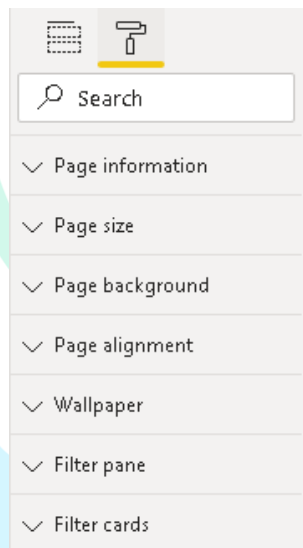 Search
Page information
Page size
Page background
Page alignment
Wallpaper
Filter pane
Filter cards